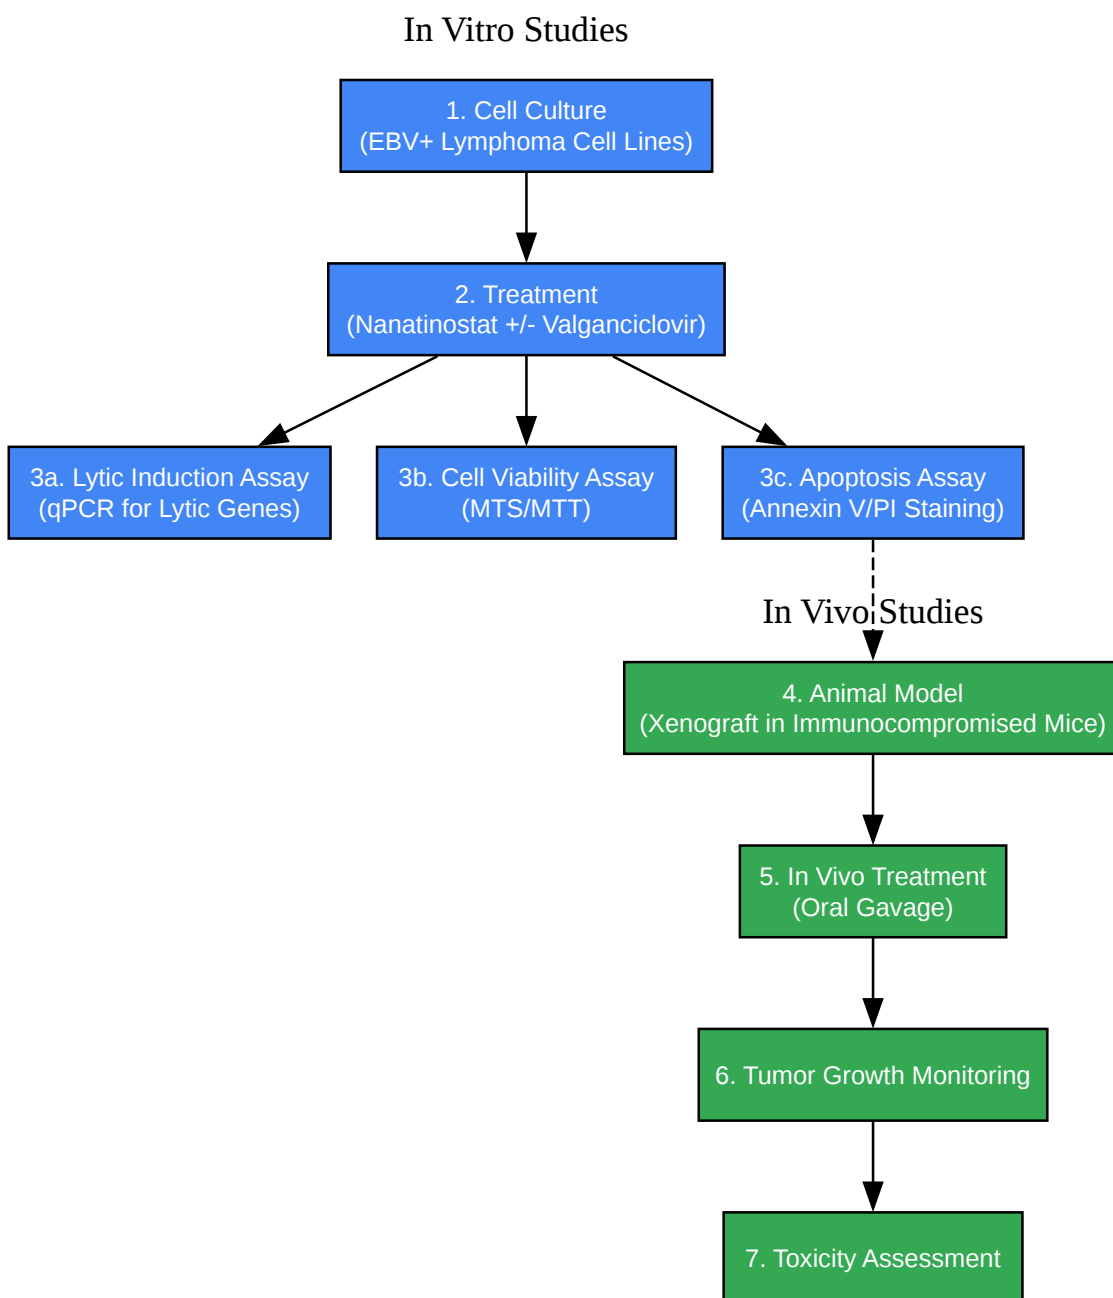 In Vitro Studies
1. Cell Culture
(EBV+ Lymphoma Cell Lines)
2. Treatment
(Nanatinostat +/- Valganciclovir)
3a. Lytic Induction Assay
(qPCR for Lytic Genes)
3b. Cell Viability Assay
(MTS/MTT)
3c. Apoptosis Assay
(Annexin V/PI Staining)
In Vivo Studies
4. Animal Model
(Xenograft in Immunocompromised Mice)
5. In Vivo Treatment
(Oral Gavage)
6. Tumor Growth Monitoring
7. Toxicity Assessment